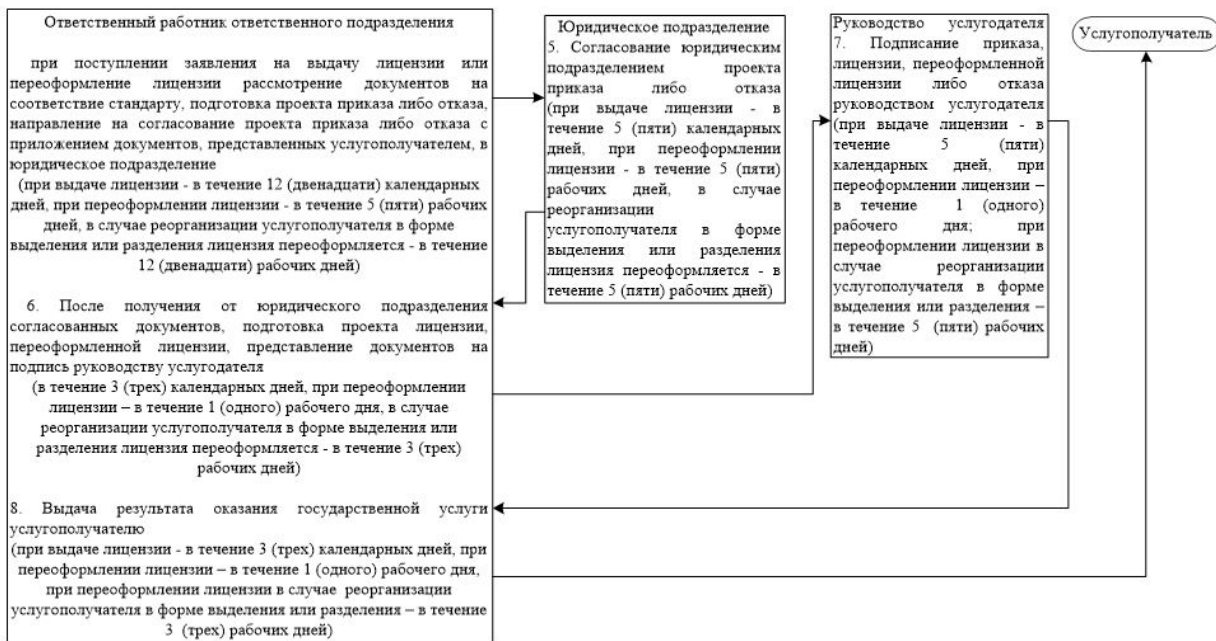 Ответственный работник ответственного подразделения
при поступлении заявления на выдачу лицензии или
переоформление лицензии рассмотрение документов на
соответствие стандарту, подготовка проекта приказа либо отказа,
направление на согласование проекта приказа либо отказа с
приложением документов, представленных услугополучателем, в
юридическое подразделение
(при выдаче лицензии - в течение 12 (двенадцати) календарных
дней, при переоформлении лицензии - в течение 5 (пяти) рабочих
дней, в случае реорганизации услугополучателя в форме
выделения или разделения лицензия переоформляется - в течение
12 (двенадцати) рабочих дней)
6. После получения от юридического подразделения
согласованных документов, подготовка проекта лицензии,
переоформленной лицензии, представление документов на
подпись руководству услугодателя
(в течение 3 (трех) календарных дней, при переоформлении
лицензии – в течение 1 (одного) рабочего дня, в случае
реорганизации услугополучателя в форме выделения или
разделения лицензия переоформляется - в течение 3 (трех)
рабочих дней)
8. Выдача результата оказания государственной услуги
услугополучателю
(при выдаче лицензии - в течение 3 (трех) календарных дней, при
переоформлении лицензии – в течение 1 (одного) рабочего дня,
при переоформлении лицензии в случае реорганизации
услугополучателя в форме выделения или разделения – в течение
3 (трех) рабочих дней)
Юридическое подразделение
5. Согласование юридическим
подразделением проекта
приказа либо отказа
(при выдаче лицензии - в
течение 5 (пяти) календарных
дней, при переоформлении
лицензии - в течение 5 (пяти)
рабочих дней, в случае
реорганизации
услугополучателя в форме
выделения или разделения
лицензия переоформляется - в
течение 5 (пяти) рабочих дней)
Руководство услугодателя
7. Подписание приказа,
лицензии, переоформленной
лицензии либо отказа
руководством услугодателя
(при выдаче лицензии - в
течение 5 (пяти)
календарных дней, при
переоформлении лицензии –
в течение 1 (одного)
рабочего дня; при
переоформлении лицензии в
случае реорганизации
услугополучателя в форме
выделения или разделения –
в течение 5 (пяти) рабочих
дней)
Услугополучатель